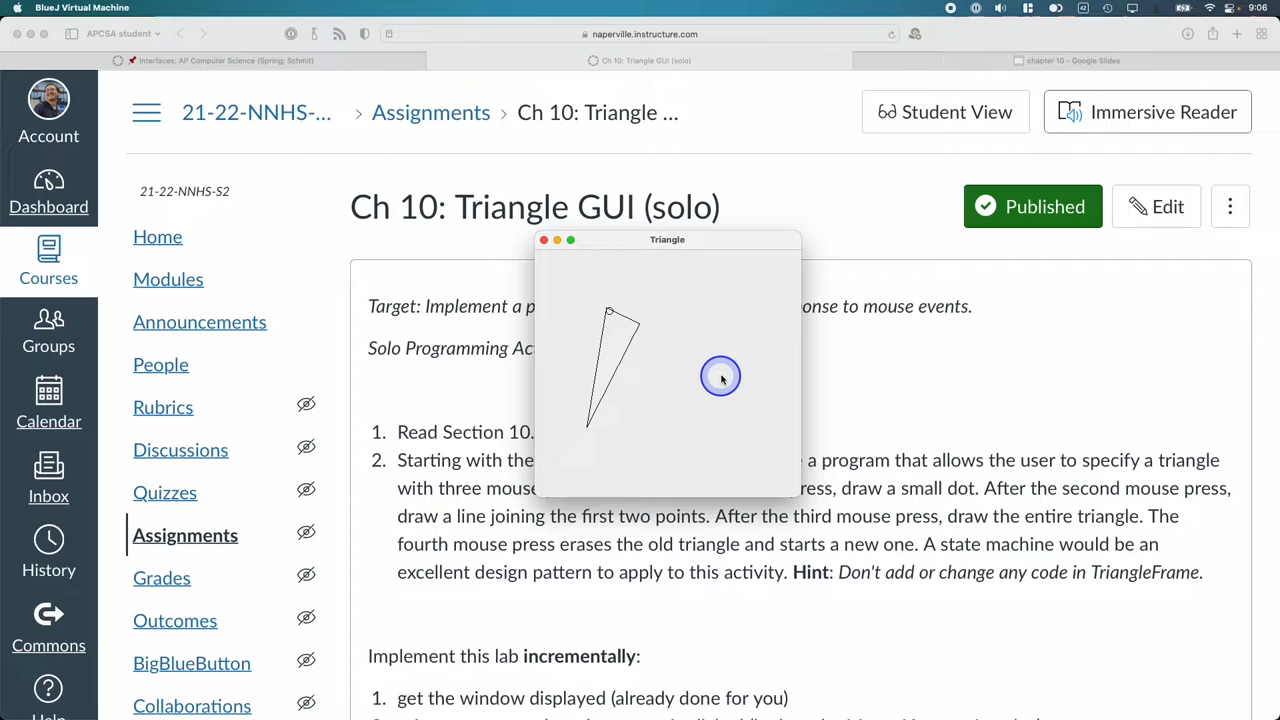 BlueJ Virtual Machine
9:06
APCSA student
naperville.instructure.com
Interfaces: AP Computer Science (Spring; Schmit)
Ch 10: Triangle GUI (solo)
chapter 10 - Google Slides
Account
Dashboard
Courses
Groups
Calendar
Inbox
History
Commons
Help
21-22-NNHS-... > Assignments > Ch 10: Triangle ...
Student View
Immersive Reader
21-22-NNHS-S2
Home
Modules
Announcements
People
Rubrics
Discussions
Quizzes
Assignments
Grades
Outcomes
BigBlueButton
Collaborations
Ch 10: Triangle GUI (solo)
Published
Edit
Triangle
Target: Implement a p
onse to mouse events.
Solo Programming Ac
1. Read Section 10.
2. Starting with the
a program that allows the user to specify a triangle
with three mouse
ress, draw a small dot. After the second mouse press,
draw a line joining the first two points. After the third mouse press, draw the entire triangle. The
fourth mouse press erases the old triangle and starts a new one. A state machine would be an
excellent design pattern to apply to this activity. Hint: Don't add or change any code in TriangleFrame.
Implement this lab incrementally:
1. get the window displayed (already done for you)